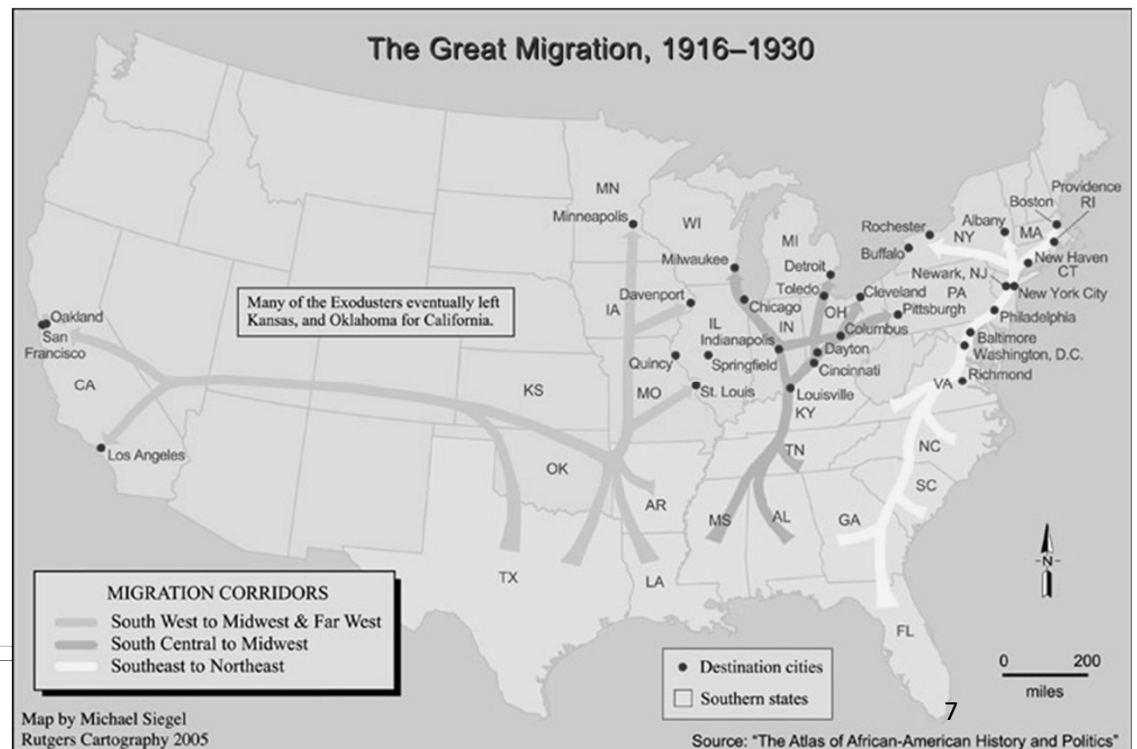 The Great Migration, 1916–1930
MN
Minneapolis
WI
Milwaukee
MI
Detroit
Toledo
Cleveland
Pittsburgh
OH
Columbus
Dayton
Cincinnati
Chicago
IN
Indianapolis
IL
Springfield
Quincy
Davenport
IA
MO
St. Louis
Louisville
KY
TN
Rochester
Buffalo
NY
Albany
Boston
Providence
RI
MA
New Haven
CT
Newark, NJ
New York City
PA
Philadelphia
Baltimore
Washington, D.C.
Richmond
VA
NC
SC
GA
FL
AL
MS
AR
LA
TX
OK
KS
Many of the Exodusters eventually left
Kansas, and Oklahoma for California.
Oakland
San
Francisco
CA
Los Angeles
MIGRATION CORRIDORS
South West to Midwest & Far West
South Central to Midwest
Southeast to Northeast
Destination cities
Southern states
N
0 200
miles
7
Map by Michael Siegel
Rutgers Cartography 2005
Source: "The Atlas of African-American History and Politics"